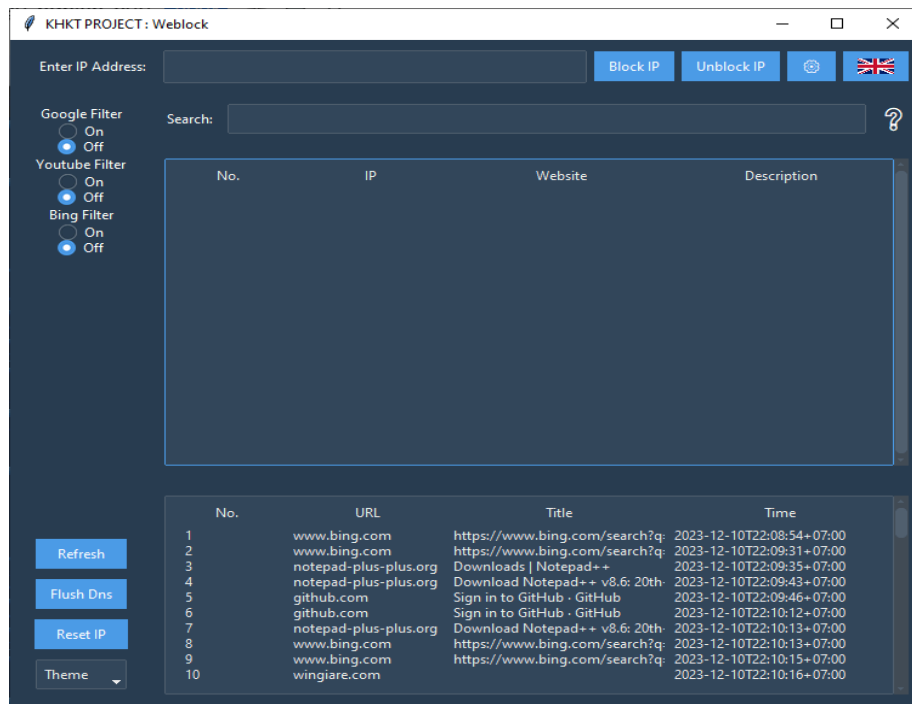 KHKT PROJECT : Weblock
Enter IP Address: Block IP Unblock IP
Google Filter
On
Off
Search:
Youtube Filter
On
Off
Bing Filter
On
Off
No. IP Website Description
No. URL Title Time
1 www.bing.com https://www.bing.com/search?q: 2023-12-10T22:08:54+07:00
2 www.bing.com https://www.bing.com/search?q: 2023-12-10T22:09:31+07:00
3 notepad-plus-plus.org Downloads | Notepad++ 2023-12-10T22:09:35+07:00
4 notepad-plus-plus.org Download Notepad++ v8.6: 20th- 2023-12-10T22:09:43+07:00
5 github.com Sign in to GitHub · GitHub 2023-12-10T22:09:46+07:00
6 github.com Sign in to GitHub · GitHub 2023-12-10T22:10:12+07:00
7 notepad-plus-plus.org Download Notepad++ v8.6: 20th- 2023-12-10T22:10:13+07:00
8 www.bing.com https://www.bing.com/search?q: 2023-12-10T22:10:13+07:00
9 www.bing.com https://www.bing.com/search?q: 2023-12-10T22:10:15+07:00
10 wingiare.com 2023-12-10T22:10:16+07:00
Refresh
Flush Dns
Reset IP
Theme